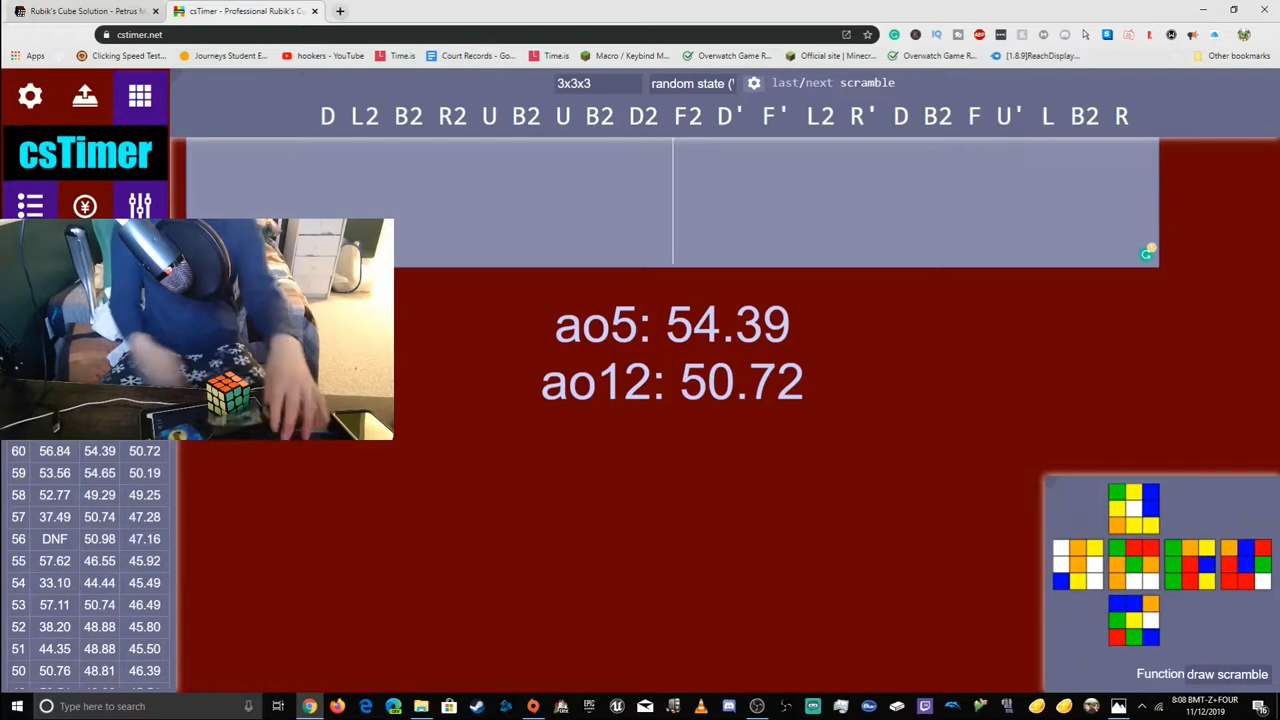 Rubik's Cube Solution - Petrus M
csTimer - Professional Rubik's C
cstimer.net
Apps
Clicking Speed Test...
Journeys Student E...
hookers - YouTube
Time.is
Court Records - Go...
Time.is
Macro / Keybind M...
Overwatch Game R...
Official site | Minecr...
Overwatch Game R...
[1.8.9]ReachDisplay...
Other bookmarks
3x3x3
random state ('
last/next scramble
D L2 B2 R2 U B2 U B2 D2 F2 D' F' L2 R' D B2 F U' L B2 R
csTimer
ao5: 54.39
ao12: 50.72
60 56.84 54.39 50.72
59 53.56 54.65 50.19
58 52.77 49.29 49.25
57 37.49 50.74 47.28
56 DNF 50.98 47.16
55 57.62 46.55 45.92
54 33.10 44.44 45.49
53 57.11 50.74 46.49
52 38.20 48.88 45.80
51 44.35 48.88 45.50
50 50.76 48.81 46.39
Function draw scramble
Type here to search
8:08 BMT-Z+FOUR
11/12/2019